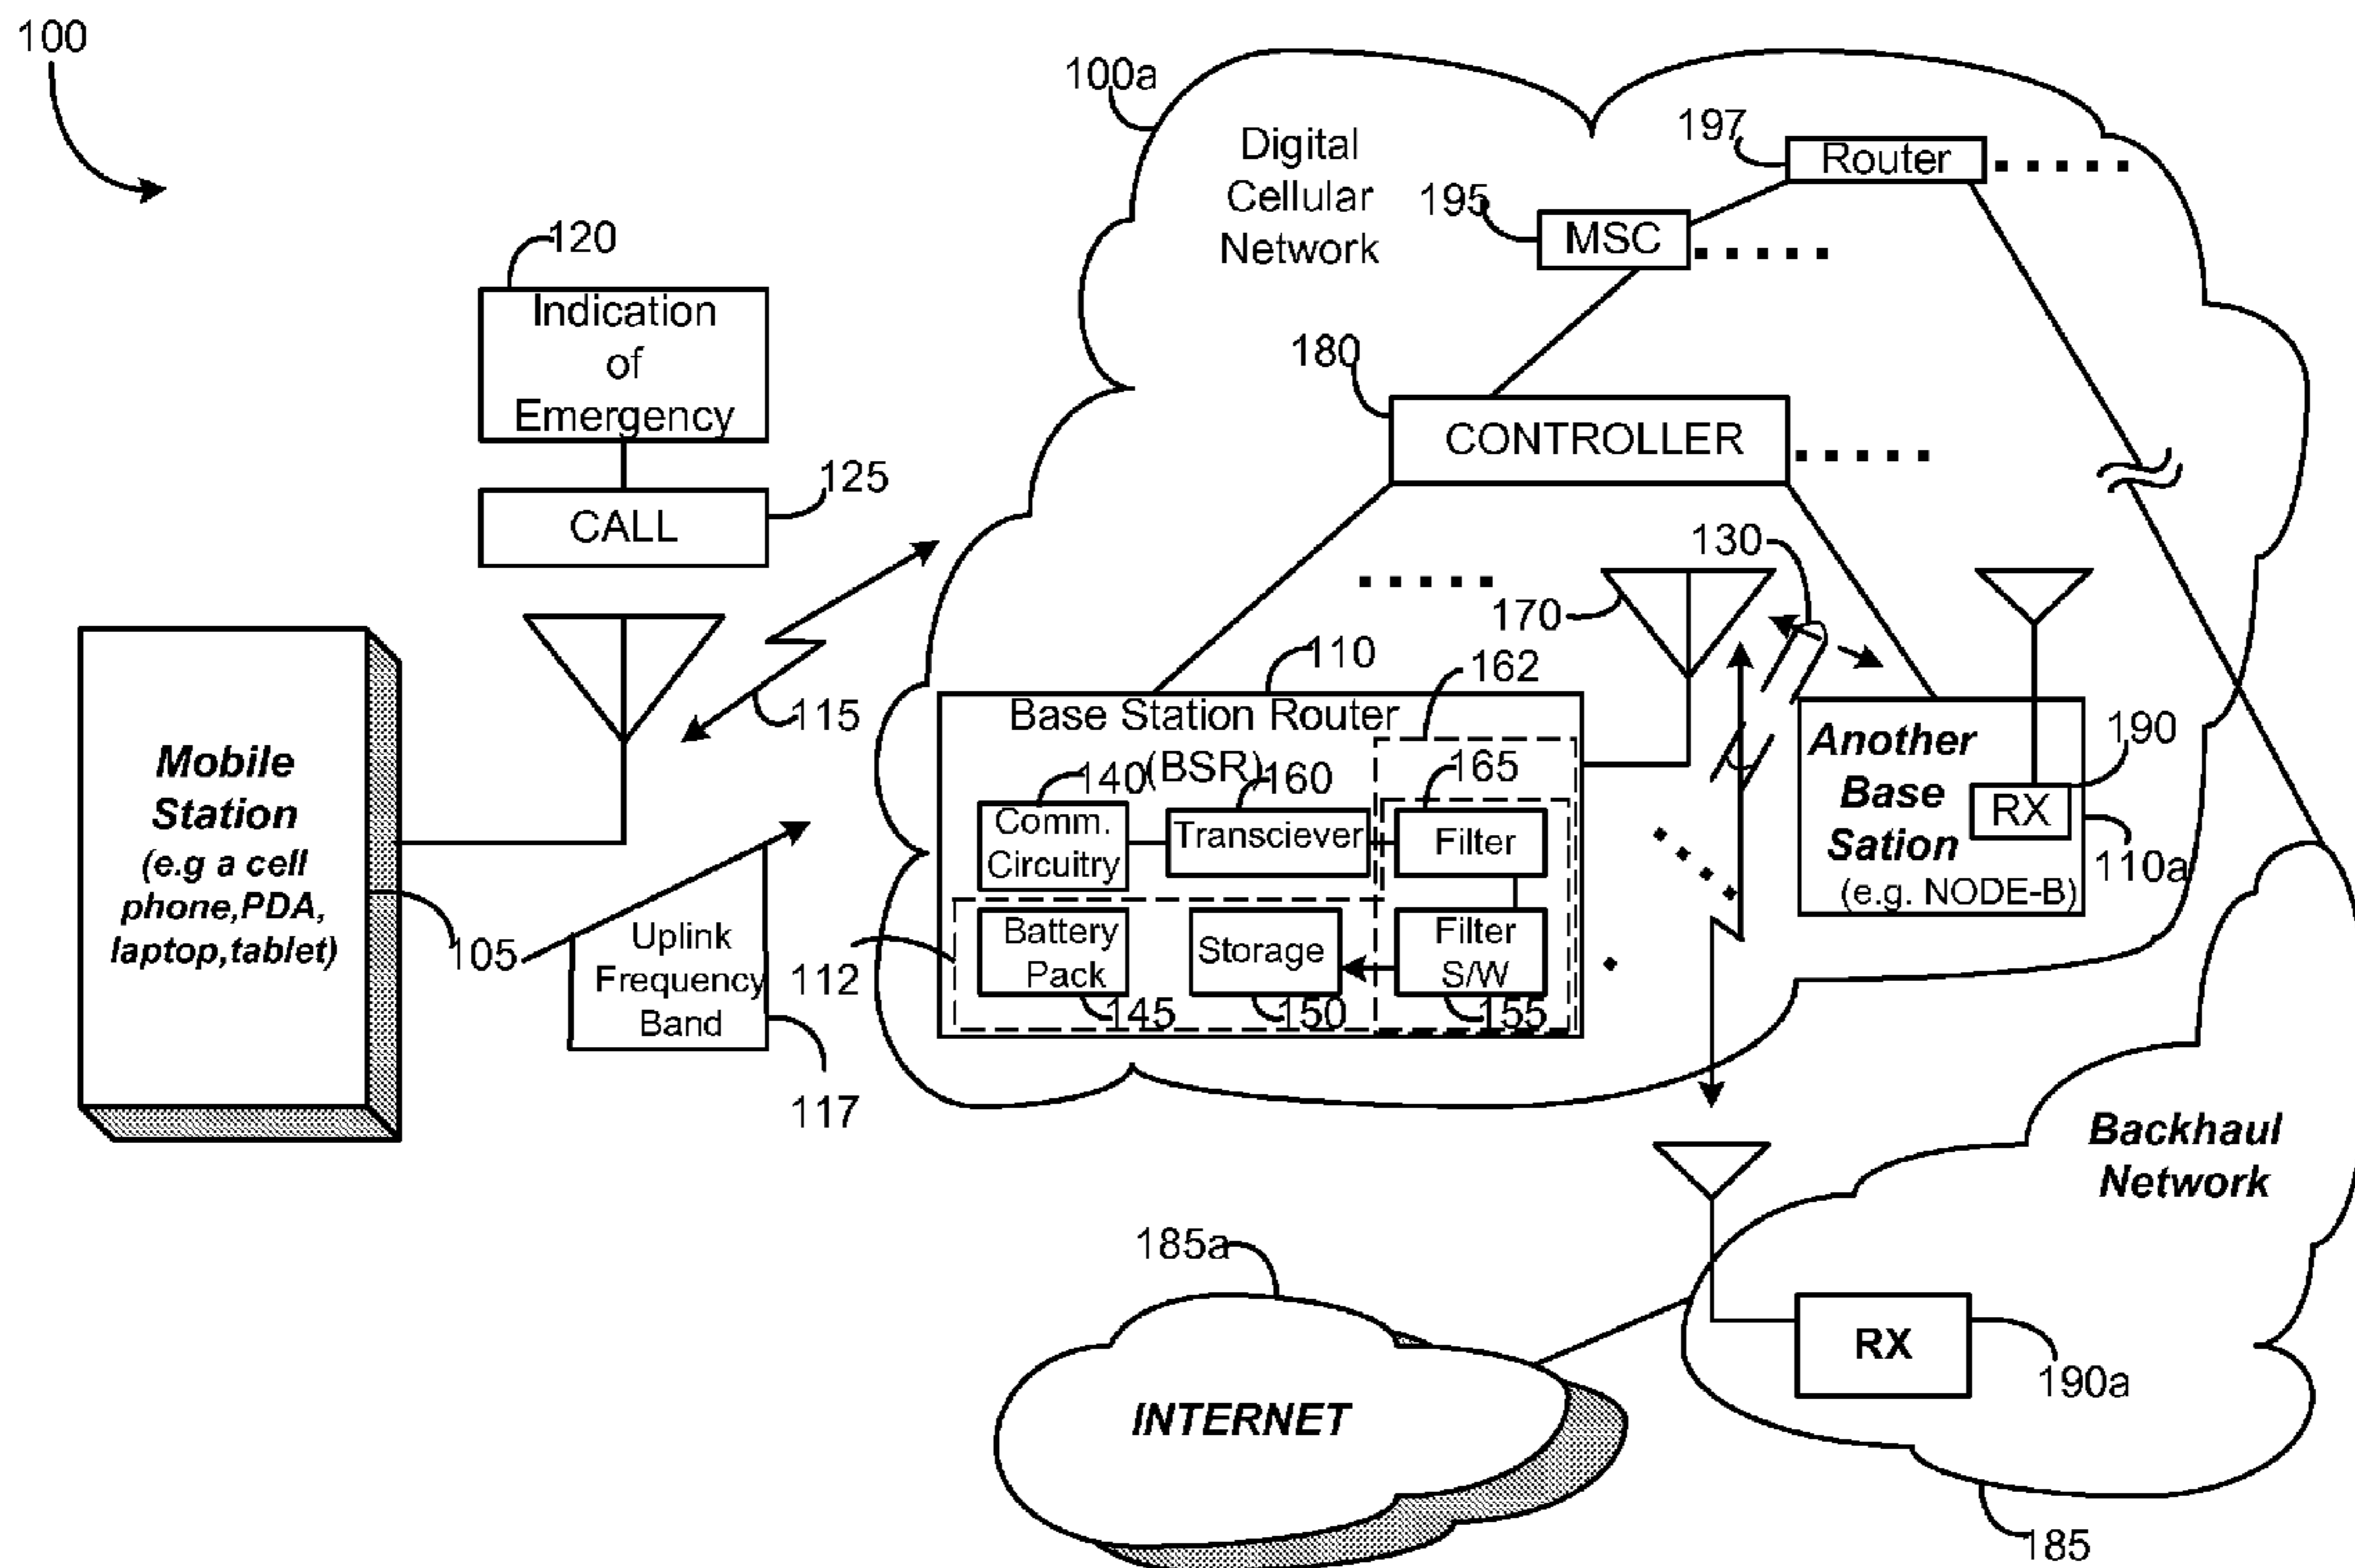 100
100a
Digital
Cellular
Network
197
Router
195
MSC
120
Indication
of
Emergency
180
CONTROLLER
125
CALL
130
170
110
162
115
Base Station Router
(BSR)
140
160
165
Comm.
Circuitry
Transciever
Filter
Battery
Pack
Storage
Filter
S/W
145
150
155
112
Another
Base
Sation
(e.g. NODE-B)
RX
190
110a
Mobile
Station
(e.g a cell
phone,PDA,
laptop,tablet)
105
Uplink
Frequency
Band
117
Backhaul
Network
185a
INTERNET
RX
190a
185